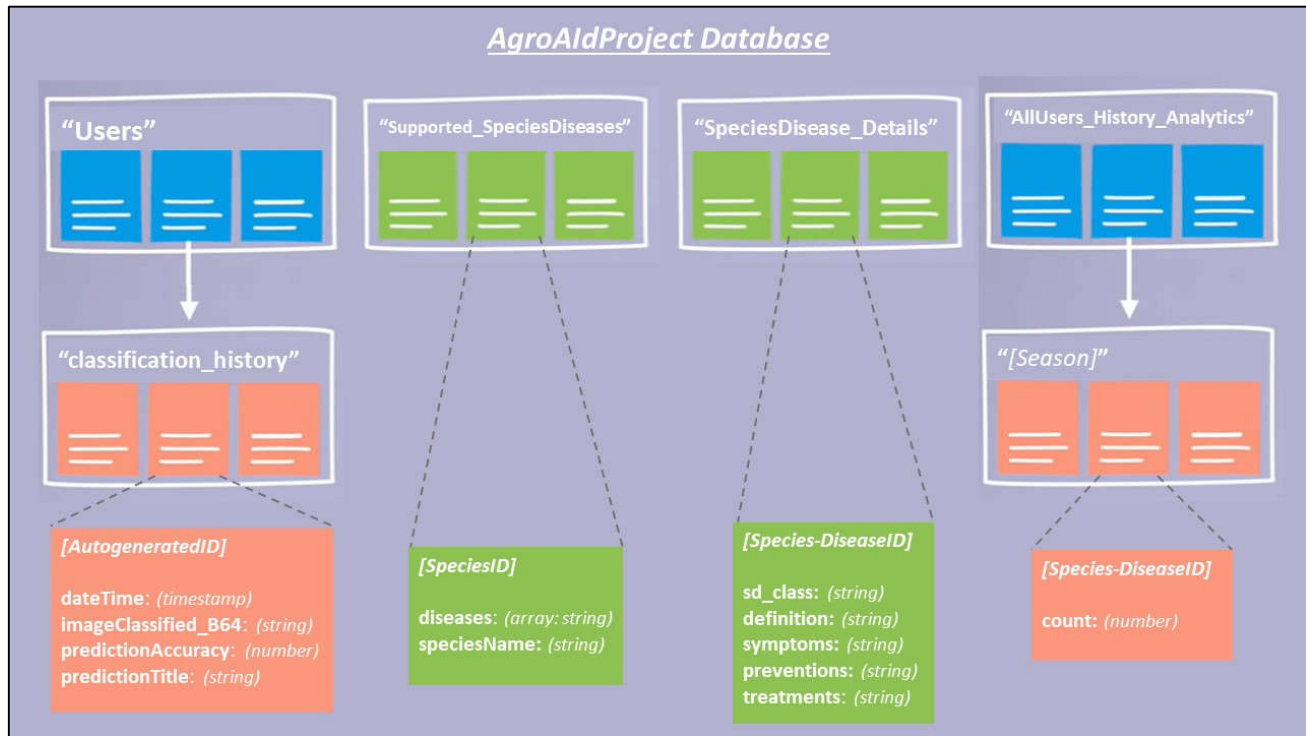 AgroAIdProject Database
“Users”
“Supported_SpeciesDiseases”
“SpeciesDisease_Details”
“AllUsers_History_Analytics”
“classification_history”
“[Season]”
[AutogeneratedID]
dateTime: (timestamp)
imageClassified_B64: (string)
predictionAccuracy: (number)
predictionTitle: (string)
[SpeciesID]
diseases: (array: string)
speciesName: (string)
[Species-DiseaseID]
sd_class: (string)
definition: (string)
symptoms: (string)
preventions: (string)
treatments: (string)
[Species-DiseaseID]
count: (number)